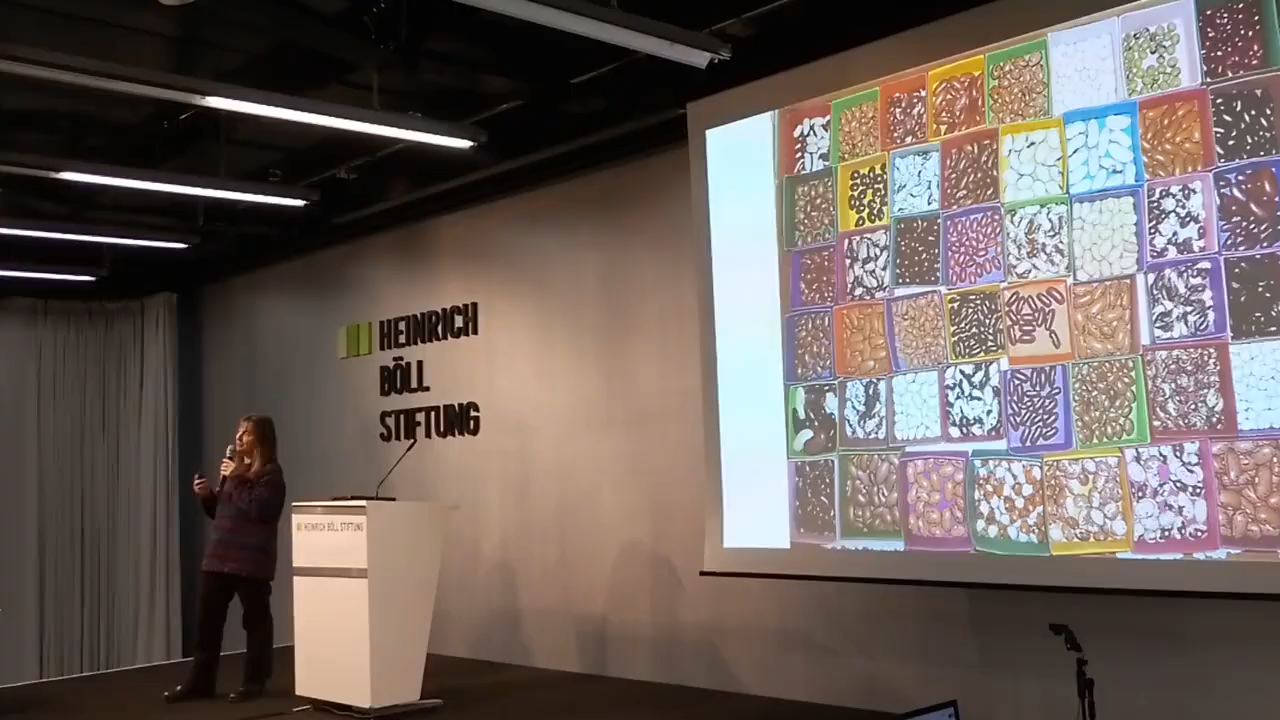 HEINRICH
BÖLL
STIFTUNG
HEINRICH BÖLL STIFTUNG